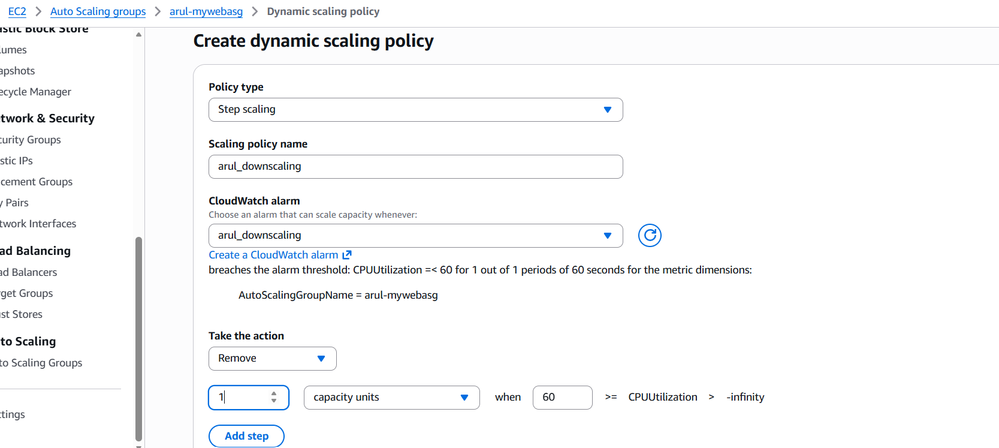 EC2 > Auto Scaling groups > arul-mywebasg > Dynamic scaling policy
astic Block Store
lumes
apshots
ecycle Manager
twork & Security
curity Groups
stic IPs
cement Groups
y Pairs
twork Interfaces
ad Balancing
ad Balancers
rget Groups
ust Stores
to Scaling
to Scaling Groups
ttings
Create dynamic scaling policy
Policy type
Step scaling
Scaling policy name
arul_downscaling
CloudWatch alarm
Choose an alarm that can scale capacity whenever:
arul_downscaling
Create a CloudWatch alarm
breaches the alarm threshold: CPUUtilization =< 60 for 1 out of 1 periods of 60 seconds for the metric dimensions:
AutoScalingGroupName = arul-mywebasg
Take the action
Remove
1 capacity units when 60 >= CPUUtilization > -infinity
Add step